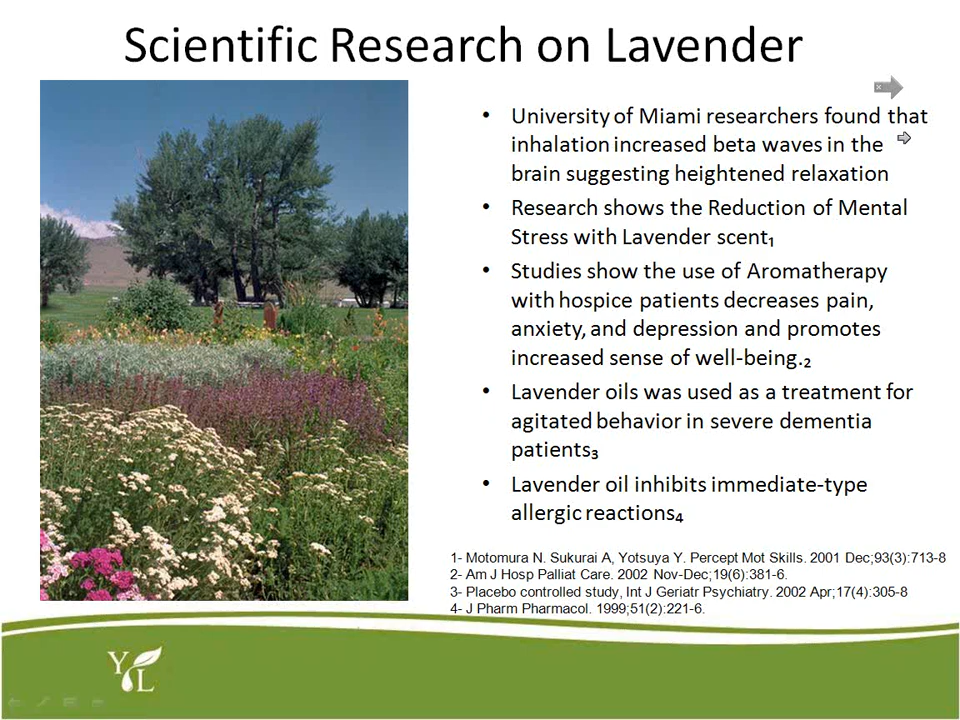 Scientific Research on Lavender
• University of Miami researchers found that
inhalation increased beta waves in the
brain suggesting heightened relaxation
• Research shows the Reduction of Mental
Stress with Lavender scent₁
• Studies show the use of Aromatherapy
with hospice patients decreases pain,
anxiety, and depression and promotes
increased sense of well-being.₂
• Lavender oils was used as a treatment for
agitated behavior in severe dementia
patients₃
• Lavender oil inhibits immediate-type
allergic reactions₄
1- Motomura N. Sukurai A, Yotsuya Y. Percept Mot Skills. 2001 Dec;93(3):713-8
2- Am J Hosp Palliat Care. 2002 Nov-Dec;19(6):381-6.
3- Placebo controlled study, Int J Geriatr Psychiatry. 2002 Apr;17(4):305-8
4- J Pharm Pharmacol. 1999;51(2):221-6.
Y L